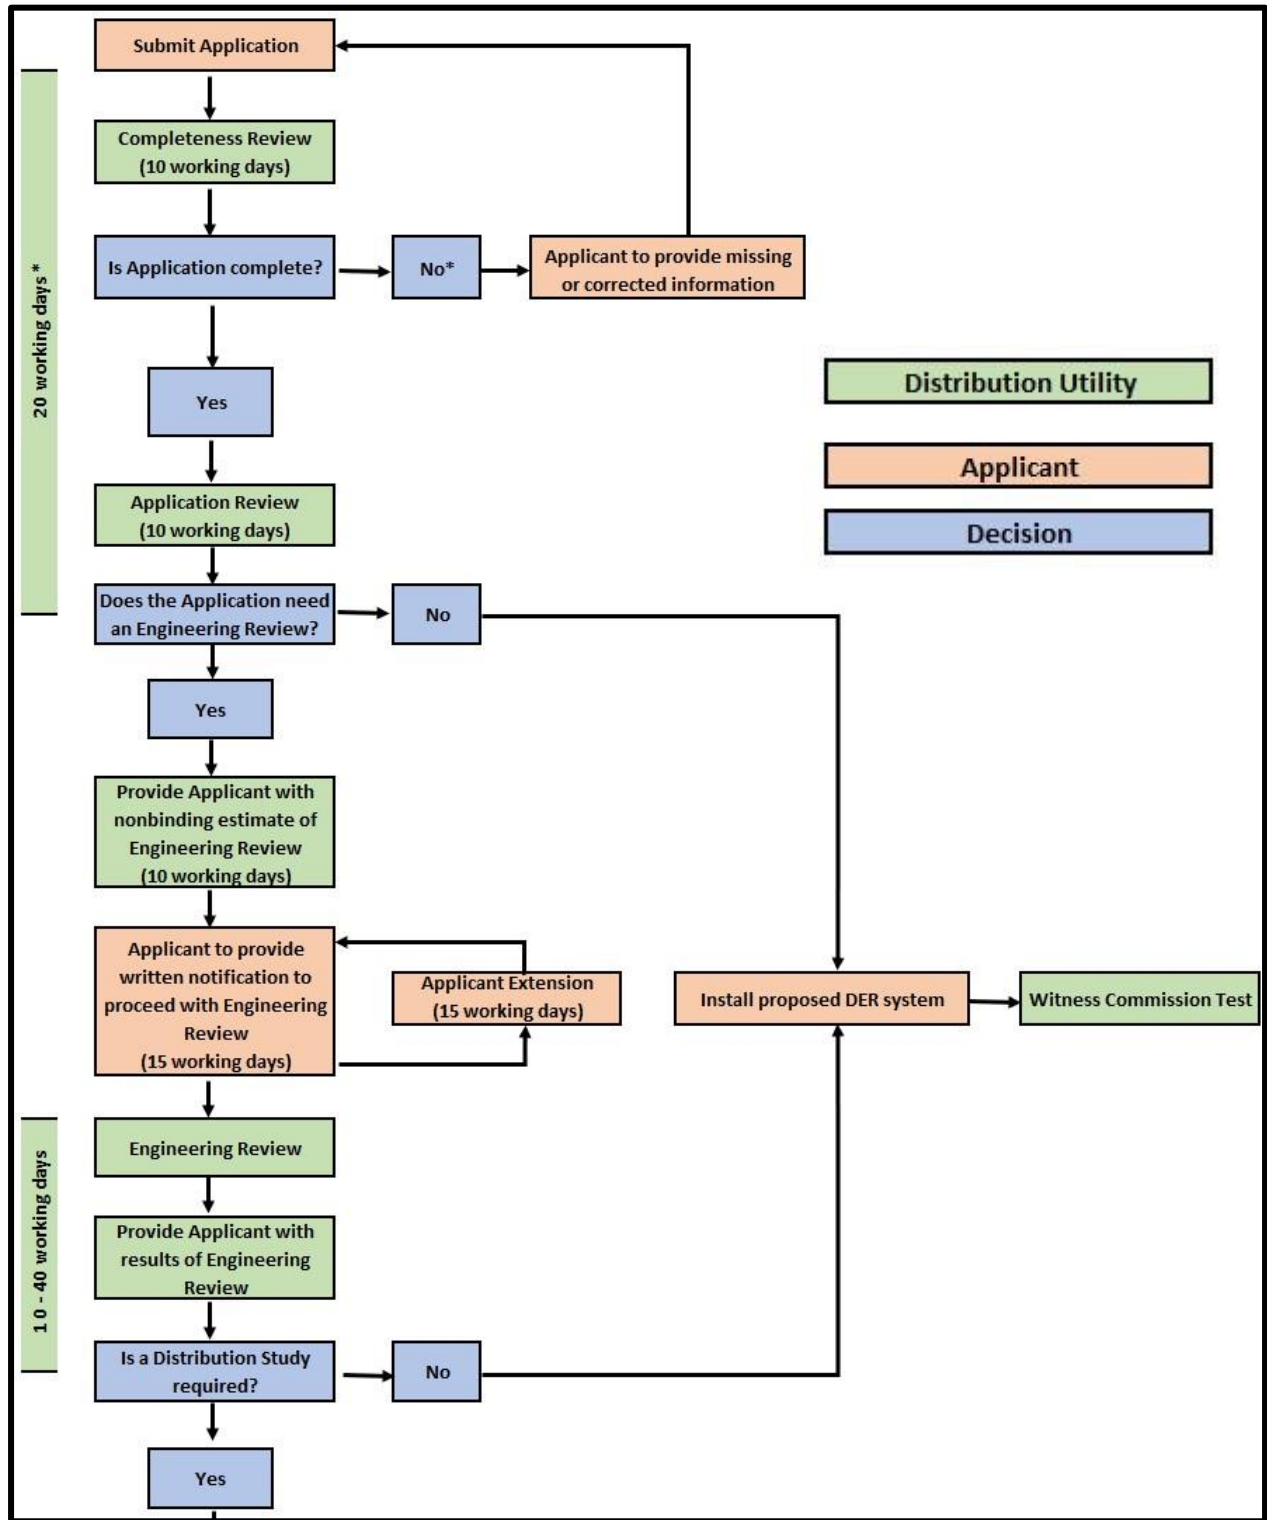 Submit Application
Completeness Review
(10 working days)
Is Application complete?
No*
Applicant to provide missing
or corrected information
20 working days*
Yes
Distribution Utility
Applicant
Decision
Application Review
(10 working days)
Does the Application need
an Engineering Review?
No
Yes
Provide Applicant with
nonbinding estimate of
Engineering Review
(10 working days)
Applicant to provide
written notification to
proceed with Engineering
Review
(15 working days)
Applicant Extension
(15 working days)
Install proposed DER system
Witness Commission Test
10 - 40 working days
Engineering Review
Provide Applicant with
results of Engineering
Review
Is a Distribution Study
required?
No
Yes